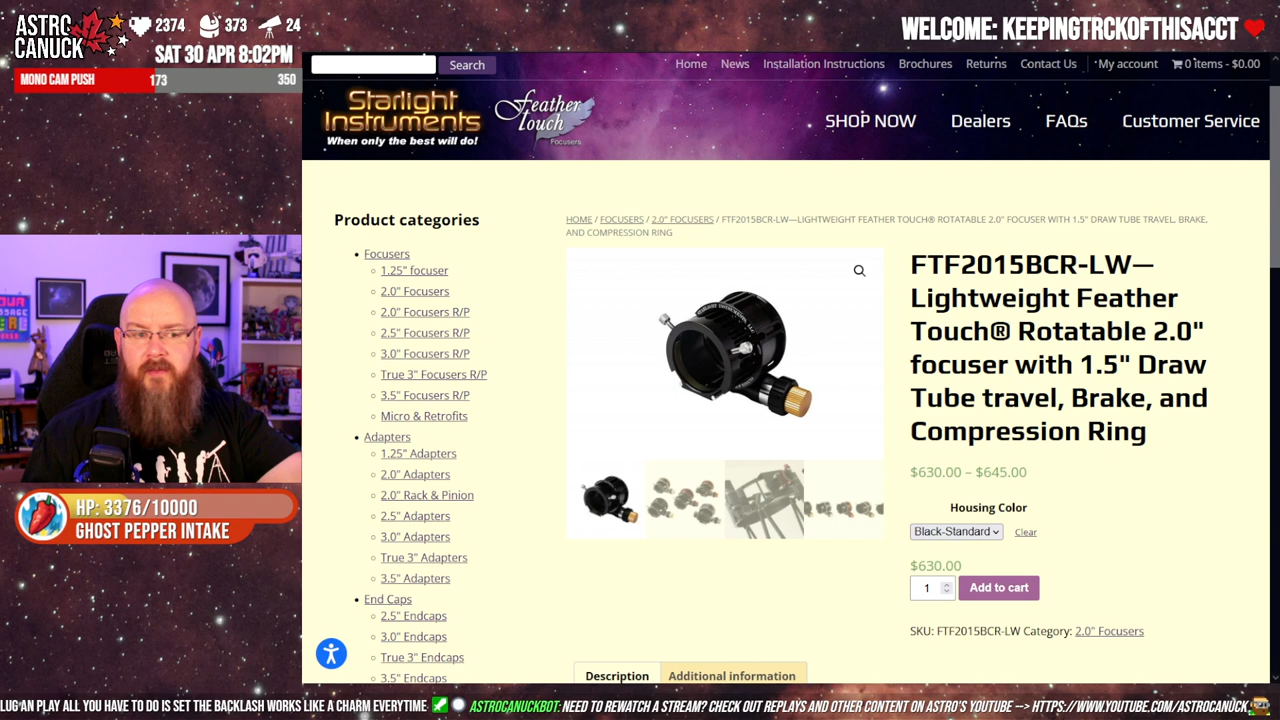 ASTRO
CANUCK
2374
373
24
SAT 30 APR 8:02PM
MONO CAM PUSH
173
350
WELCOME: KEEPINGTRCKOFTHISACCT
Search
Home
News
Installation Instructions
Brochures
Returns
Contact Us
My account
0 items - $0.00
Starlight
Instruments
When only the best will do!
Feather
Touch
Focusers
SHOP NOW
Dealers
FAQs
Customer Service
Product categories
Focusers
1.25" focuser
2.0" Focusers
2.0" Focusers R/P
2.5" Focusers R/P
3.0" Focusers R/P
True 3" Focusers R/P
3.5" Focusers R/P
Micro & Retrofits
Adapters
1.25" Adapters
2.0" Adapters
2.0" Rack & Pinion
2.5" Adapters
3.0" Adapters
True 3" Adapters
3.5" Adapters
End Caps
2.5" Endcaps
3.0" Endcaps
True 3" Endcaps
3.5" Endcaps
HOME / FOCUSERS / 2.0" FOCUSERS / FTF2015BCR-LW—LIGHTWEIGHT FEATHER TOUCH® ROTATABLE 2.0" FOCUSER WITH 1.5" DRAW TUBE TRAVEL, BRAKE,
AND COMPRESSION RING
FTF2015BCR-LW—
Lightweight Feather
Touch® Rotatable 2.0"
focuser with 1.5" Draw
Tube travel, Brake, and
Compression Ring
$630.00 – $645.00
Housing Color
Black-Standard
Clear
$630.00
1
Add to cart
SKU: FTF2015BCR-LW Category: 2.0" Focusers
Description
Additional information
HP: 3376/10000
GHOST PEPPER INTAKE
LUG AN PLAY ALL YOU HAVE TO DO IS SET THE BACKLASH WORKS LIKE A CHARM EVERYTIME
ASTROCANUCKBOT: NEED TO REWATCH A STREAM? CHECK OUT REPLAYS AND OTHER CONTENT ON ASTRO'S YOUTUBE --> HTTPS://WWW.YOUTUBE.COM/ASTROCANUCK